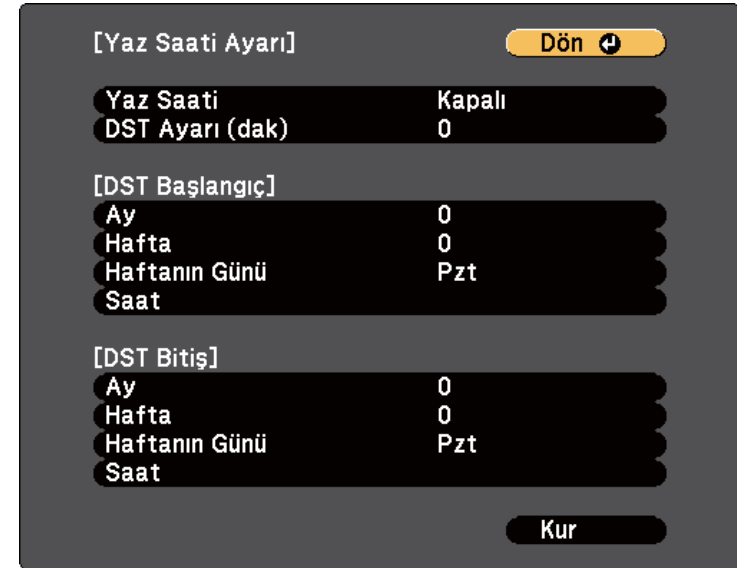 [Yaz Saati Ayarı] Dön
Yaz Saati Kapalı
DST Ayarı (dak) 0
[DST Başlangıç]
Ay 0
Hafta 0
Haftanın Günü Pzt
Saat
[DST Bitiş]
Ay 0
Hafta 0
Haftanın Günü Pzt
Saat
Kur